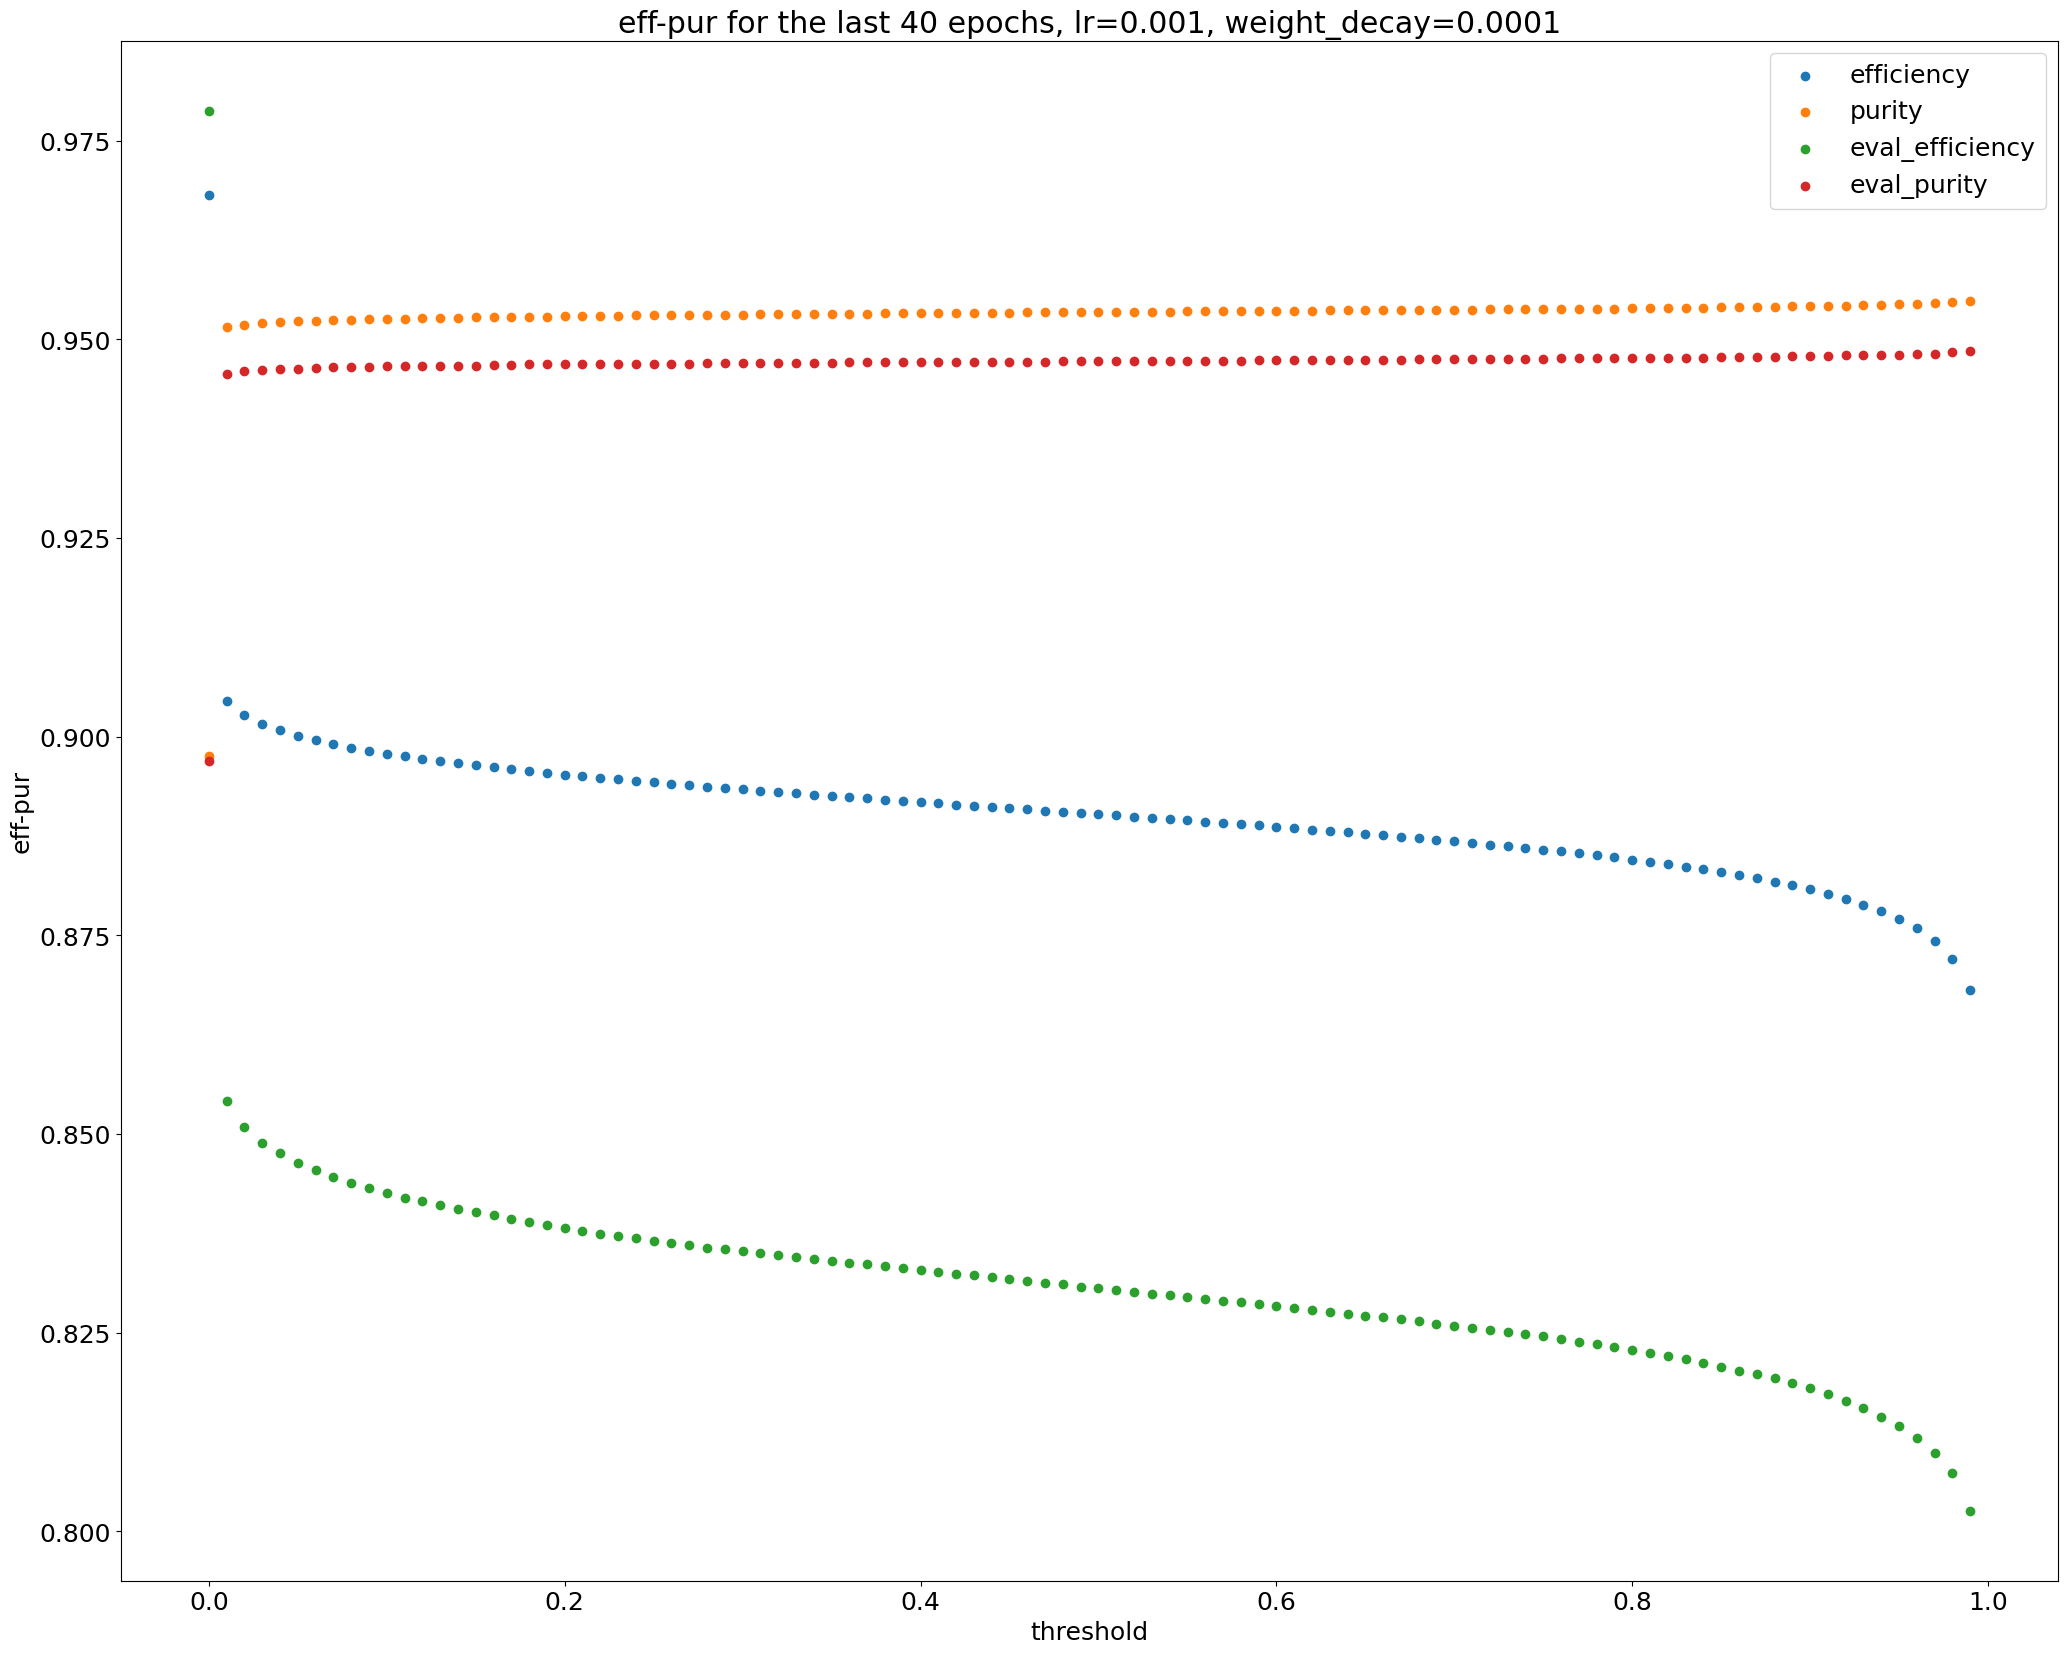 eff-pur for the last 40 epochs, lr=0.001, weight_decay=0.0001
efficiency
purity
eval_efficiency
eval_purity
0.975
0.950
0.925
0.900
0.875
0.850
0.825
0.800
eff-pur
0.0 0.2 0.4 0.6 0.8 1.0
threshold